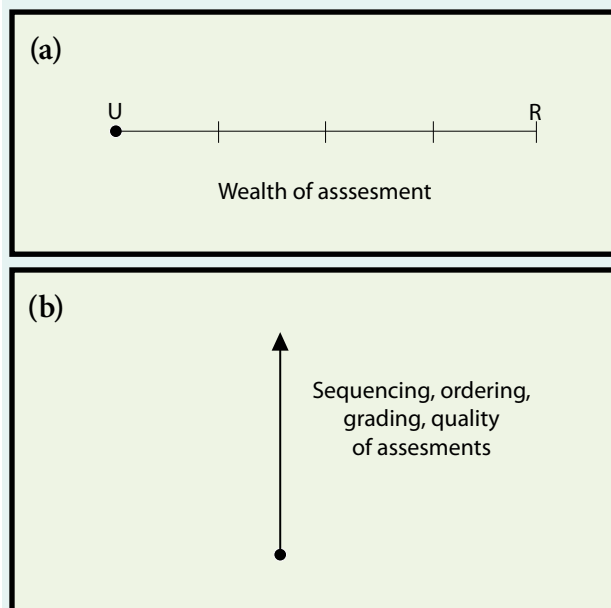 (a)
U
R
Wealth of asssesment
(b)
Sequencing, ordering,
grading, quality
of assesments